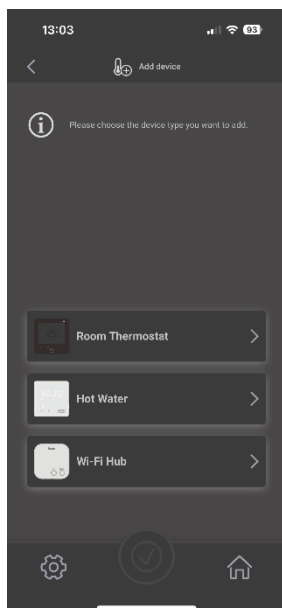 13:03
93
Add device
Please choose the device type you want to add.
Room Thermostat
Hot Water
Wi-Fi Hub